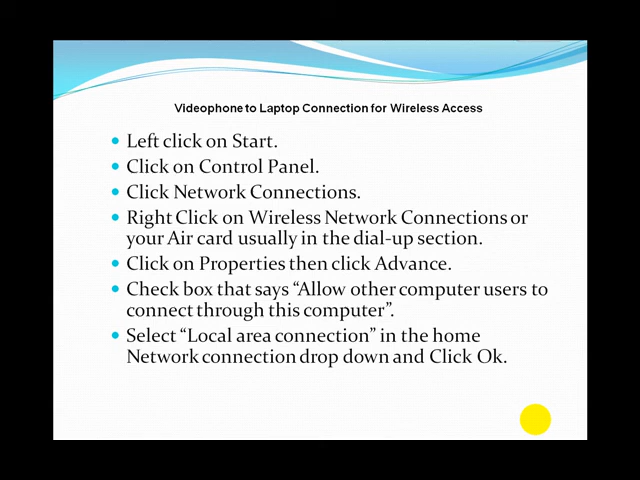 Videophone to Laptop Connection for Wireless Access
Left click on Start.
Click on Control Panel.
Click Network Connections.
Right Click on Wireless Network Connections or
your Air card usually in the dial-up section.
Click on Properties then click Advance.
Check box that says “Allow other computer users to
connect through this computer”.
Select “Local area connection” in the home
Network connection drop down and Click Ok.